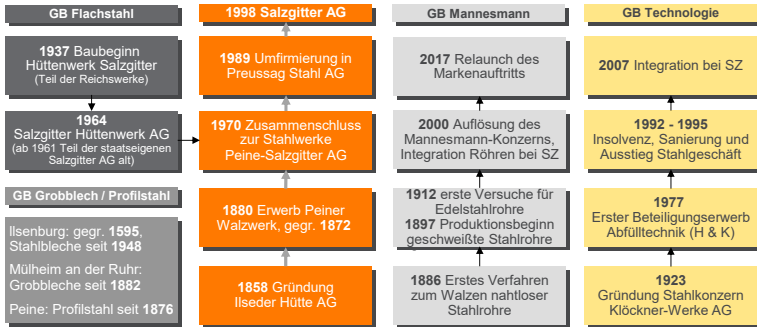 GB Flachstahl
1937 Baubeginn
Hüttenwerk Salzgitter
(Teil der Reichswerke)
1964
Salzgitter Hüttenwerk AG
(ab 1961 Teil der staatseigenen
Salzgitter AG alt)
GB Grobblech / Profilstahl
Ilsenburg: gegr. 1595,
Stahlbleche seit
1948
Mülheim an der Ruhr:
Grobbleche seit
1882
Peine: Profilstahl seit 1876
1998 Salzgitter AG
1989 Umfirmierung in
Preussag Stahl AG
1970 Zusammenschluss
zur Stahlwerke
Peine-Salzgitter AG
1880 Erwerb Peiner
Walzwerk, gegr. 1872
1858 Gründung
Ilseder Hütte AG
GB Mannesmann
2017 Relaunch des
Markenauftritts
2000 Auflösung des
Mannesmann-Konzerns,
Integration Röhren bei SZ
1912 erste Versuche für
Edelstahlrohre
1897 Produktionsbeginn
geschweißte Stahlrohre
1886 Erstes Verfahren
zum Walzen nahtloser
Stahlrohre
GB Technologie
2007 Integration bei SZ
1992 - 1995
Insolvenz, Sanierung und
Ausstieg Stahlgeschäft
1977
Erster Beteiligungserwerb
Abfülltechnik (H & K)
1923
Gründung Stahlkonzern
Klöckner-Werke AG